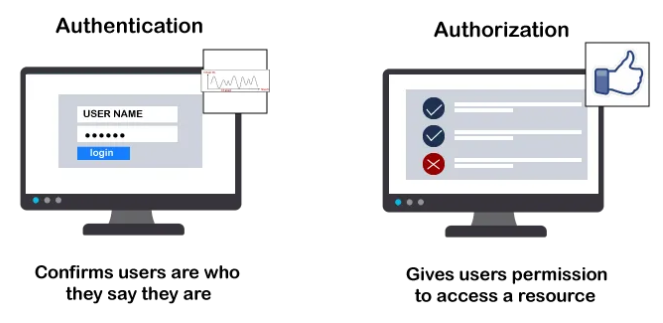 Authentication
Authorization
USER NAME
••••••
login
Confirms users are who
they say they are
Gives users permission
to access a resource